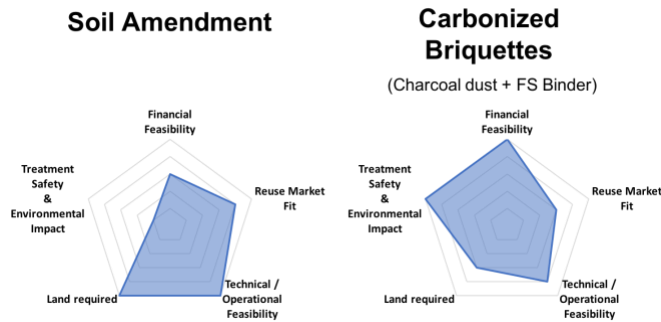 Soil Amendment
Financial
Feasibility
Treatment
Safety
&
Environmental
Impact
Reuse Market
Fit
Land required
Technical /
Operational
Feasibility
Carbonized
Briquettes
(Charcoal dust + FS Binder)
Financial
Feasibility
Treatment
Safety
&
Environmental
Impact
Reuse Market
Fit
Land required
Technical /
Operational
Feasibility